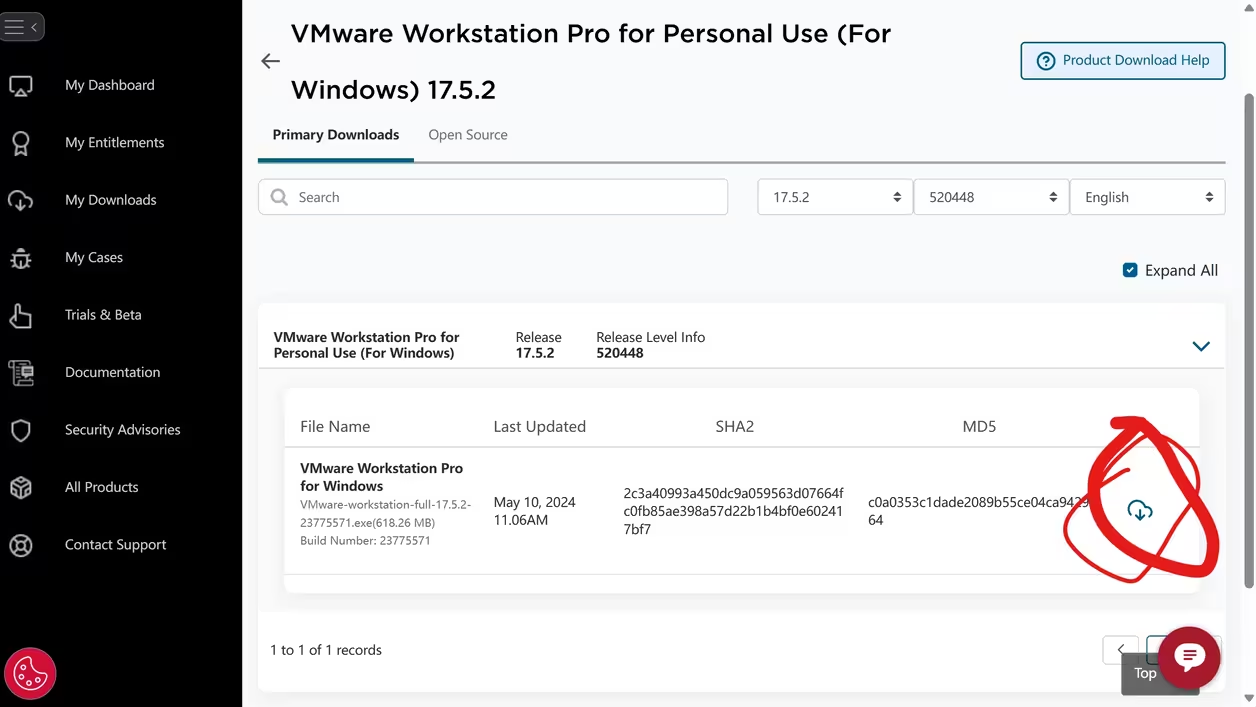 VMware Workstation Pro for Personal Use (For
Windows) 17.5.2
Product Download Help
My Dashboard
My Entitlements
My Downloads
My Cases
Trials & Beta
Documentation
Security Advisories
All Products
Contact Support
Primary Downloads
Open Source
Search
17.5.2
520448
English
Expand All
VMware Workstation Pro for
Personal Use (For Windows)
Release
17.5.2
Release Level Info
520448
File Name
Last Updated
SHA2
MD5
VMware Workstation Pro
for Windows
VMware-workstation-full-17.5.2-
23775571.exe(618.26 MB)
Build Number: 23775571
May 10, 2024
11.06AM
2c3a40993a450dc9a059563d07664f
c0fb85ae398a57d22b1b4bf0e60241
7bf7
64
1 to 1 of 1 records
Top